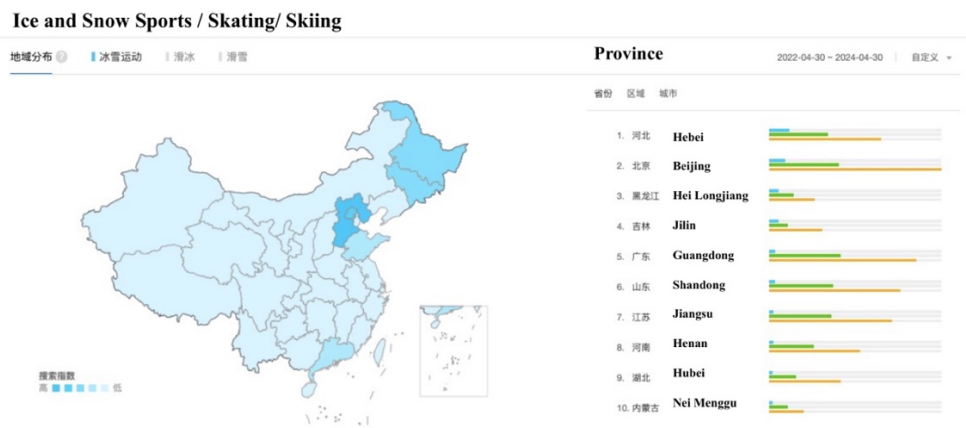 Ice and Snow Sports / Skating/ Skiing
地域分布 ? 冰雪运动 滑冰 滑雪
Province 2022-04-30 ~ 2024-04-30 自定义
省份 区域 城市
1. 河北 Hebei
2. 北京 Beijing
3. 黑龙江 Hei Longjiang
4. 吉林 Jilin
5. 广东 Guangdong
6. 山东 Shandong
7. 江苏 Jiangsu
8. 河南 Henan
9. 湖北 Hubei
10. 内蒙古 Nei Menggu
搜索指数
高 低